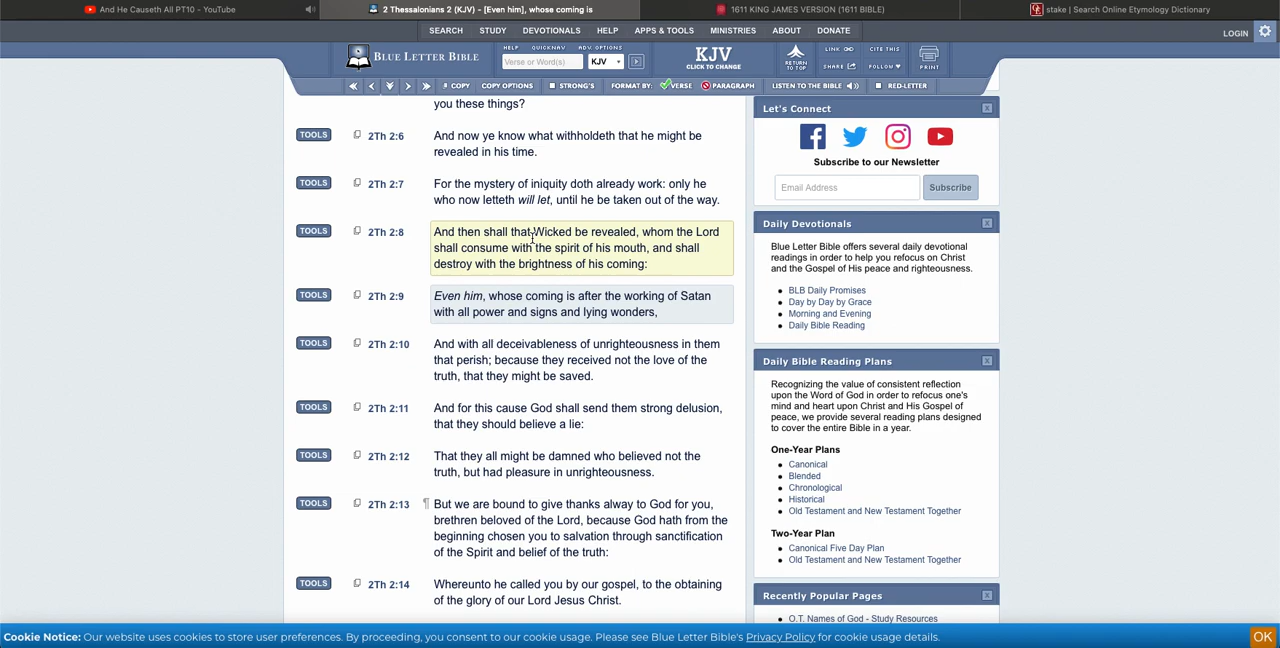 And He Causeth All PT10 - YouTube
2 Thessalonians 2 (KJV) - [Even him], whose coming is
1611 KING JAMES VERSION (1611 BIBLE)
stake | Search Online Etymology Dictionary
SEARCH STUDY DEVOTIONALS HELP APPS & TOOLS MINISTRIES ABOUT DONATE
LOGIN
BLUE LETTER BIBLE
HELP QUICKNAV ADV. OPTIONS
Verse or Word(s) KJV
KJV
CLICK TO CHANGE
RETURN
TO TOP
LINK CITE THIS
SHARE FOLLOW
PRINT
COPY COPY OPTIONS STRONG'S FORMAT BY: VERSE PARAGRAPH LISTEN TO THE BIBLE RED-LETTER
you these things?
TOOLS 2Th 2:6 And now ye know what withholdeth that he might be
revealed in his time.
TOOLS 2Th 2:7 For the mystery of iniquity doth already work: only he
who now letteth will let, until he be taken out of the way.
TOOLS 2Th 2:8 And then shall that Wicked be revealed, whom the Lord
shall consume with the spirit of his mouth, and shall
destroy with the brightness of his coming:
TOOLS 2Th 2:9 Even him, whose coming is after the working of Satan
with all power and signs and lying wonders,
TOOLS 2Th 2:10 And with all deceivableness of unrighteousness in them
that perish; because they received not the love of the
truth, that they might be saved.
TOOLS 2Th 2:11 And for this cause God shall send them strong delusion,
that they should believe a lie:
TOOLS 2Th 2:12 That they all might be damned who believed not the
truth, but had pleasure in unrighteousness.
TOOLS 2Th 2:13 ¶ But we are bound to give thanks alway to God for you,
brethren beloved of the Lord, because God hath from the
beginning chosen you to salvation through sanctification
of the Spirit and belief of the truth:
TOOLS 2Th 2:14 Whereunto he called you by our gospel, to the obtaining
of the glory of our Lord Jesus Christ.
Let's Connect
Subscribe to our Newsletter
Email Address Subscribe
Daily Devotionals
Blue Letter Bible offers several daily devotional
readings in order to help you refocus on Christ
and the Gospel of His peace and righteousness.
BLB Daily Promises
Day by Day by Grace
Morning and Evening
Daily Bible Reading
Daily Bible Reading Plans
Recognizing the value of consistent reflection
upon the Word of God in order to refocus one's
mind and heart upon Christ and His Gospel of
peace, we provide several reading plans designed
to cover the entire Bible in a year.
One-Year Plans
Canonical
Blended
Chronological
Historical
Old Testament and New Testament Together
Two-Year Plan
Canonical Five Day Plan
Old Testament and New Testament Together
Recently Popular Pages
O.T. Names of God - Study Resources
Cookie Notice: Our website uses cookies to store user preferences. By proceeding, you consent to our cookie usage. Please see Blue Letter Bible's Privacy Policy for cookie usage details.
OK